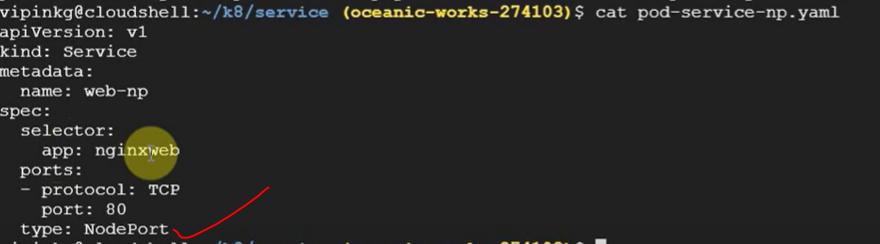 vipinkg@cloudshell:~/k8/service (oceanic-works-274103)$ cat pod-service-np.yaml
apiVersion: v1
kind: Service
metadata:
  name: web-np
spec:
  selector:
    app: nginxweb
  ports:
  - protocol: TCP
    port: 80
  type: NodePort